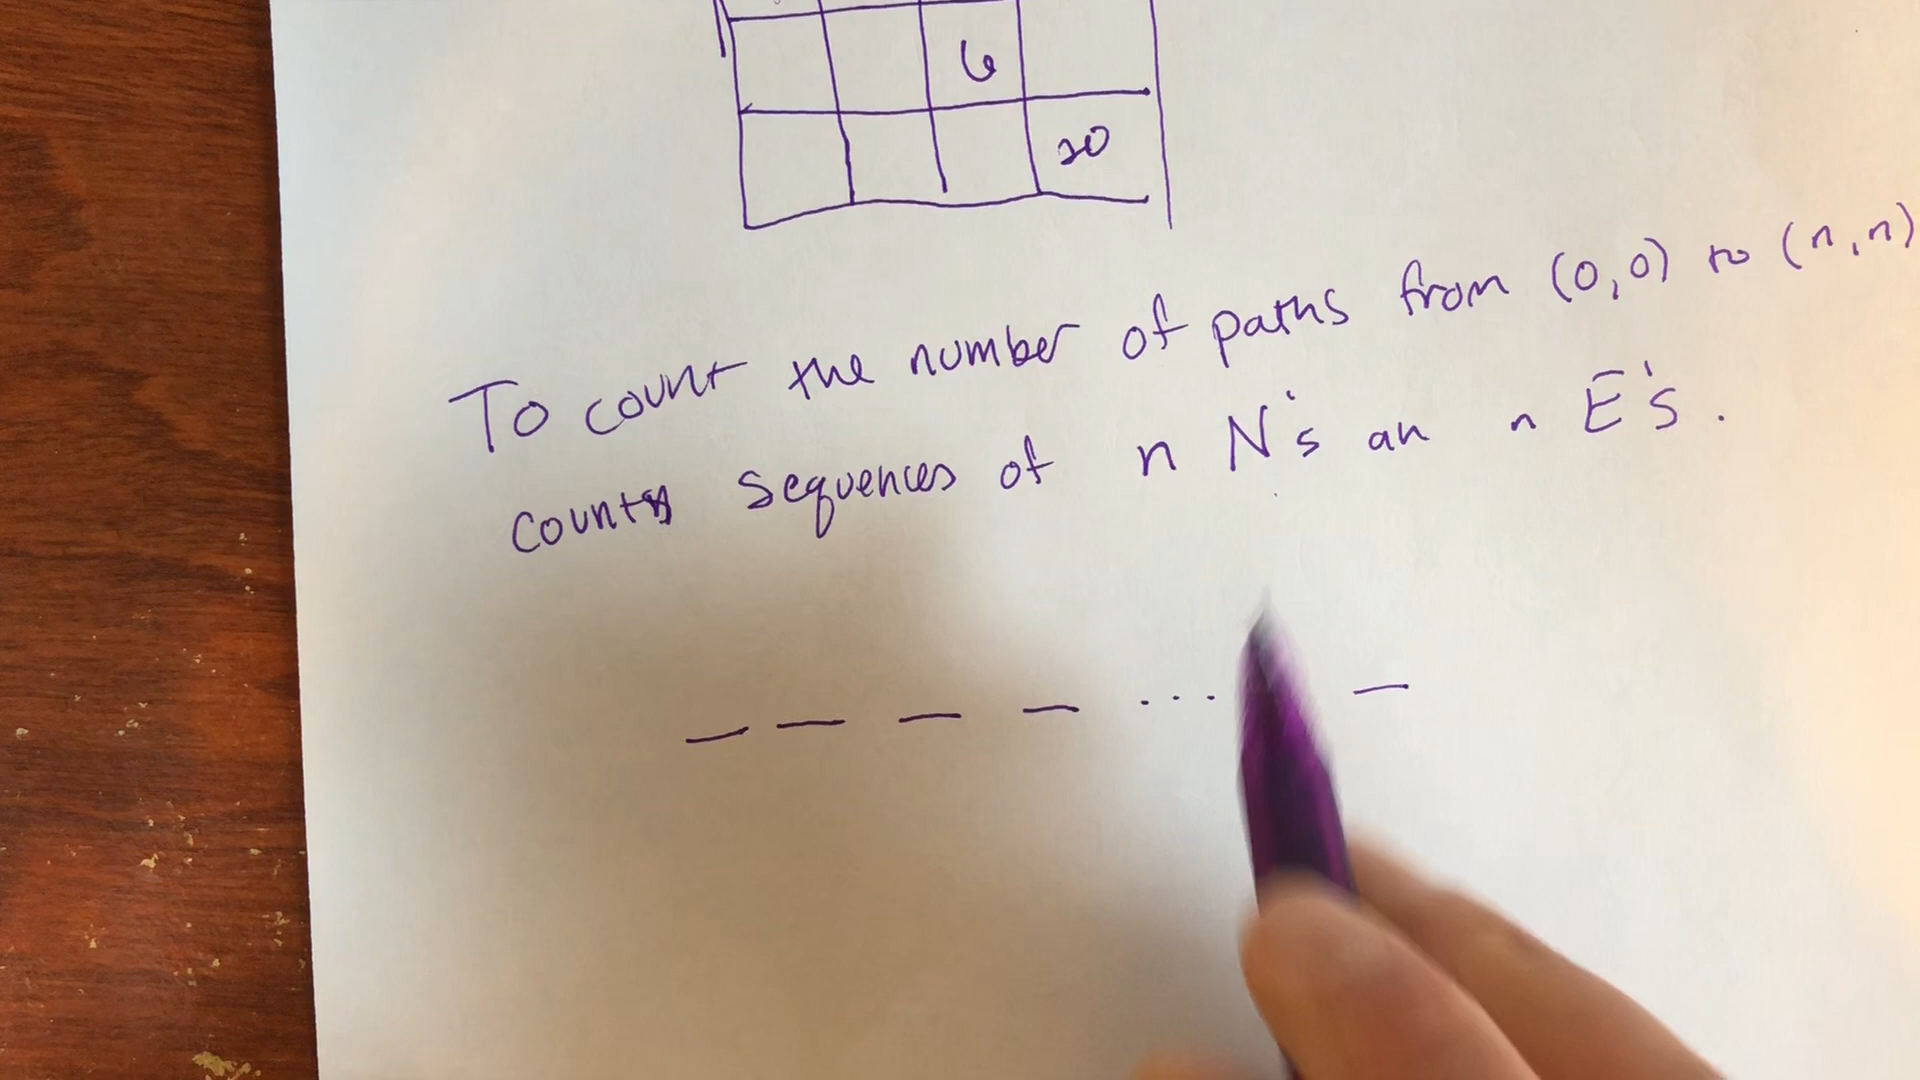 6
20
To count the number of paths from (0,0) to (n,n)
count sequences of n N's an n E's.
_ _ _ _ ... _